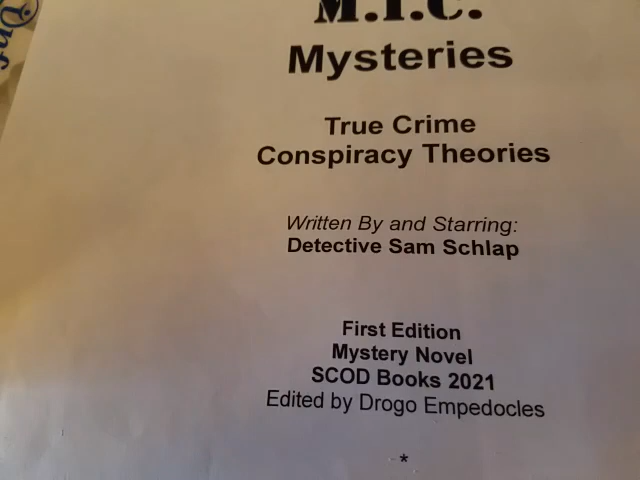 M.I.C.
Mysteries
True Crime
Conspiracy Theories
Written By and Starring:
Detective Sam Schlap
First Edition
Mystery Novel
SCOD Books 2021
Edited by Drogo Empedocles
*